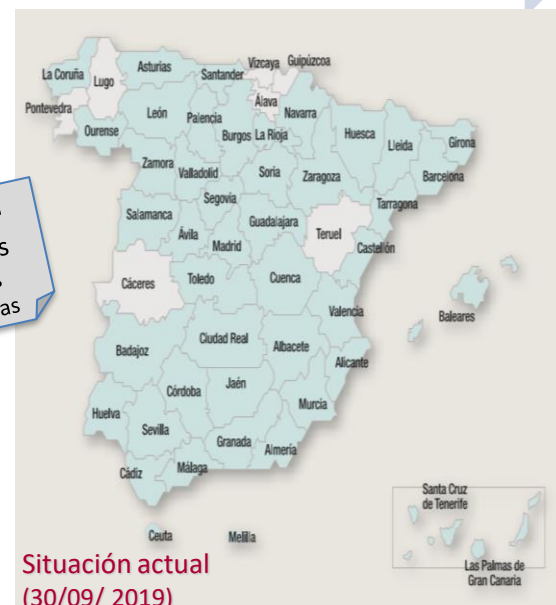 Vizcaya Guipúzcoa
La Coruña Lugo Asturias Santander
Álava Navarra
Pontevedra
Ourense León Palencia Burgos La Rioja Huesca Lleida Girona
Zamora Valladolid Soria Zaragoza Barcelona
Segovia Tarragona
Salamanca Guadalajara Teruel
Ávila Madrid Castellón
s
Cáceres Toledo Cuenca
as
Valencia Baleares
Badajoz Ciudad Real Albacete Alicante
Córdoba Jaén Murcia
Huelva Sevilla Granada Almería
Cádiz Málaga
Santa Cruz
de Tenerife
Ceuta Melilla
Las Palmas de
Gran Canaria
Situación actual
(30/09/ 2019)